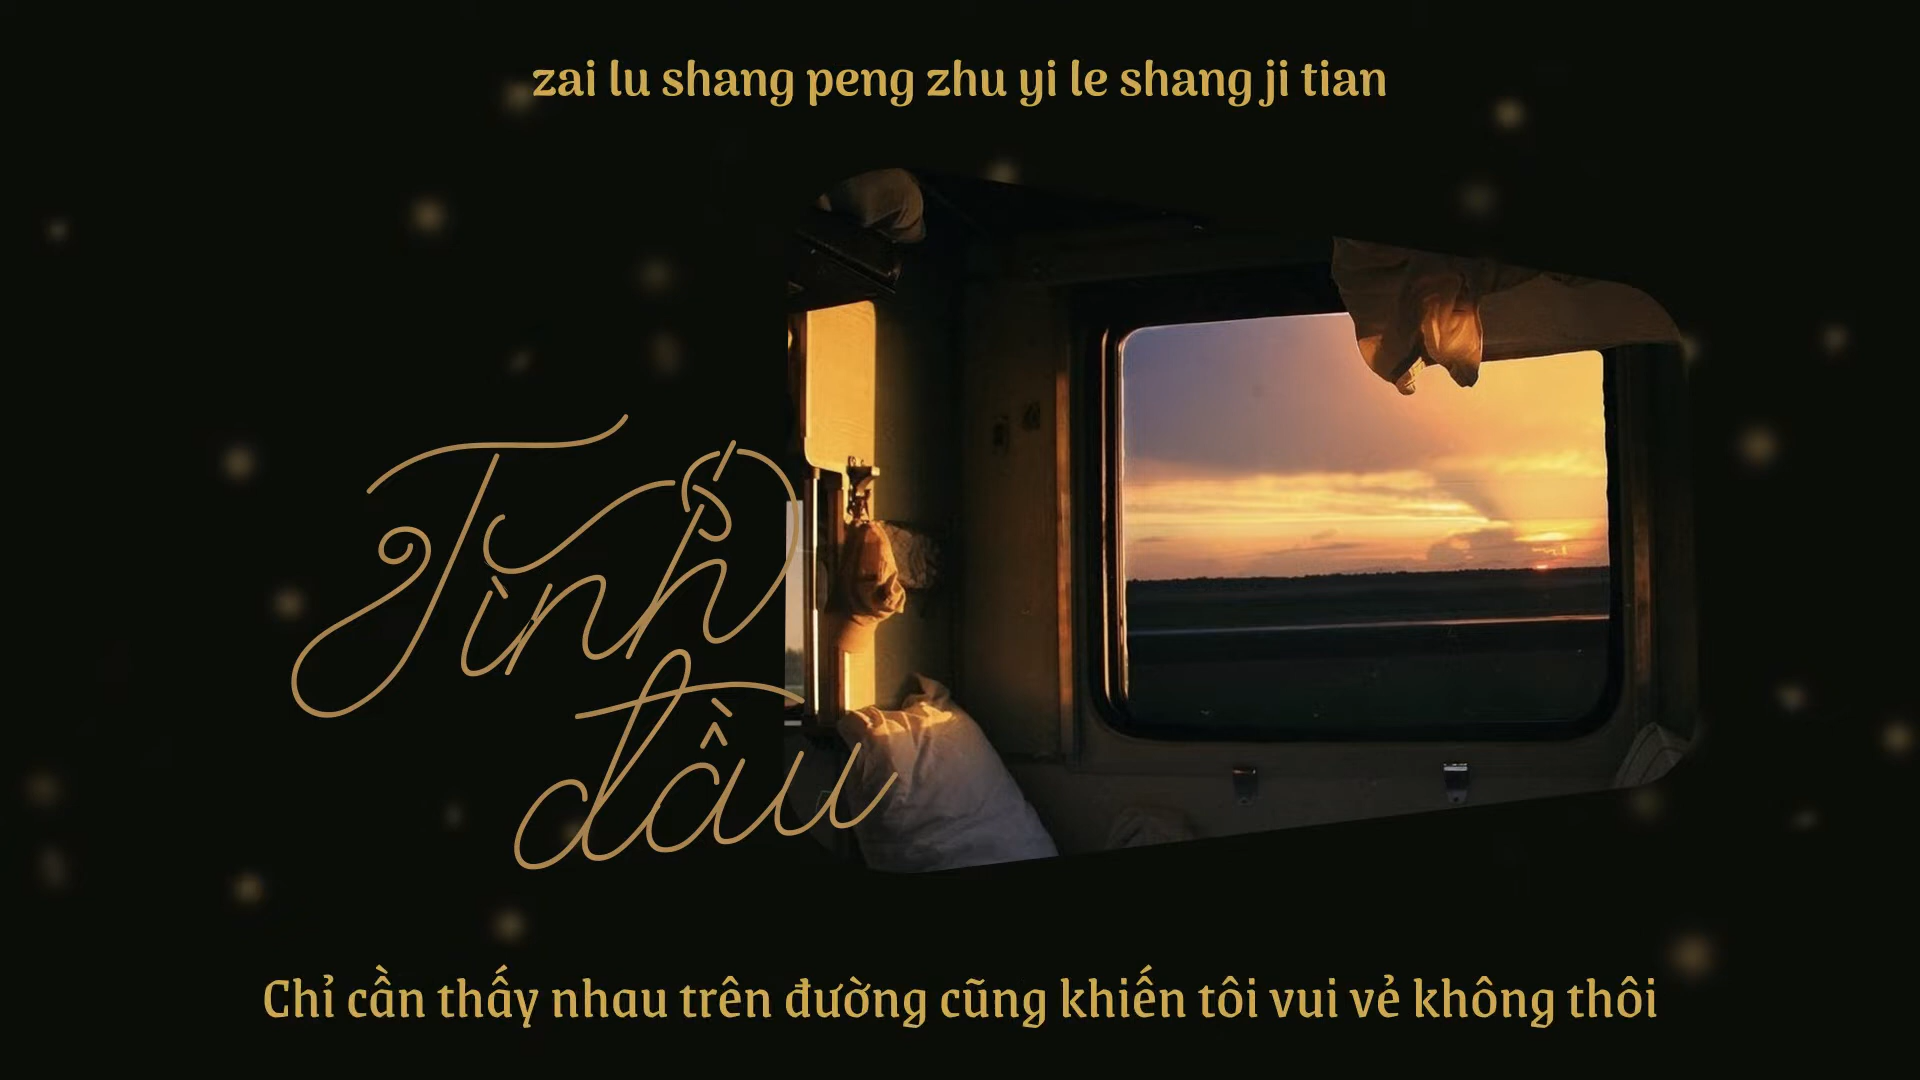 zai lu shang peng zhu yi le shang ji tian
Tình
đầu
Chỉ cần thấy nhau trên đường cũng khiến tôi vui vẻ không thôi